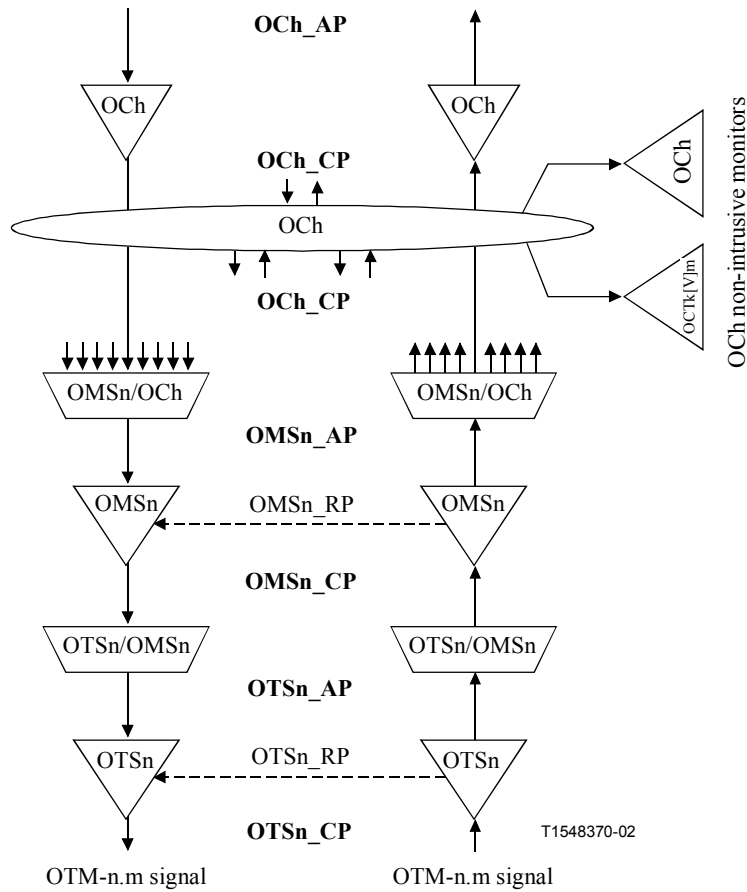 OCh_AP
OCh
OCh
OCh_CP
OCh
OCh
OCTk[V]m
OCh non-intrusive monitors
OCh_CP
OMSn/OCh
OMSn/OCh
OMSn_AP
OMSn
OMSn_RP
OMSn
OMSn_CP
OTSn/OMSn
OTSn/OMSn
OTSn_AP
OTSn
OTSn_RP
OTSn
OTSn_CP
T1548370-02
OTM-n.m signal
OTM-n.m signal